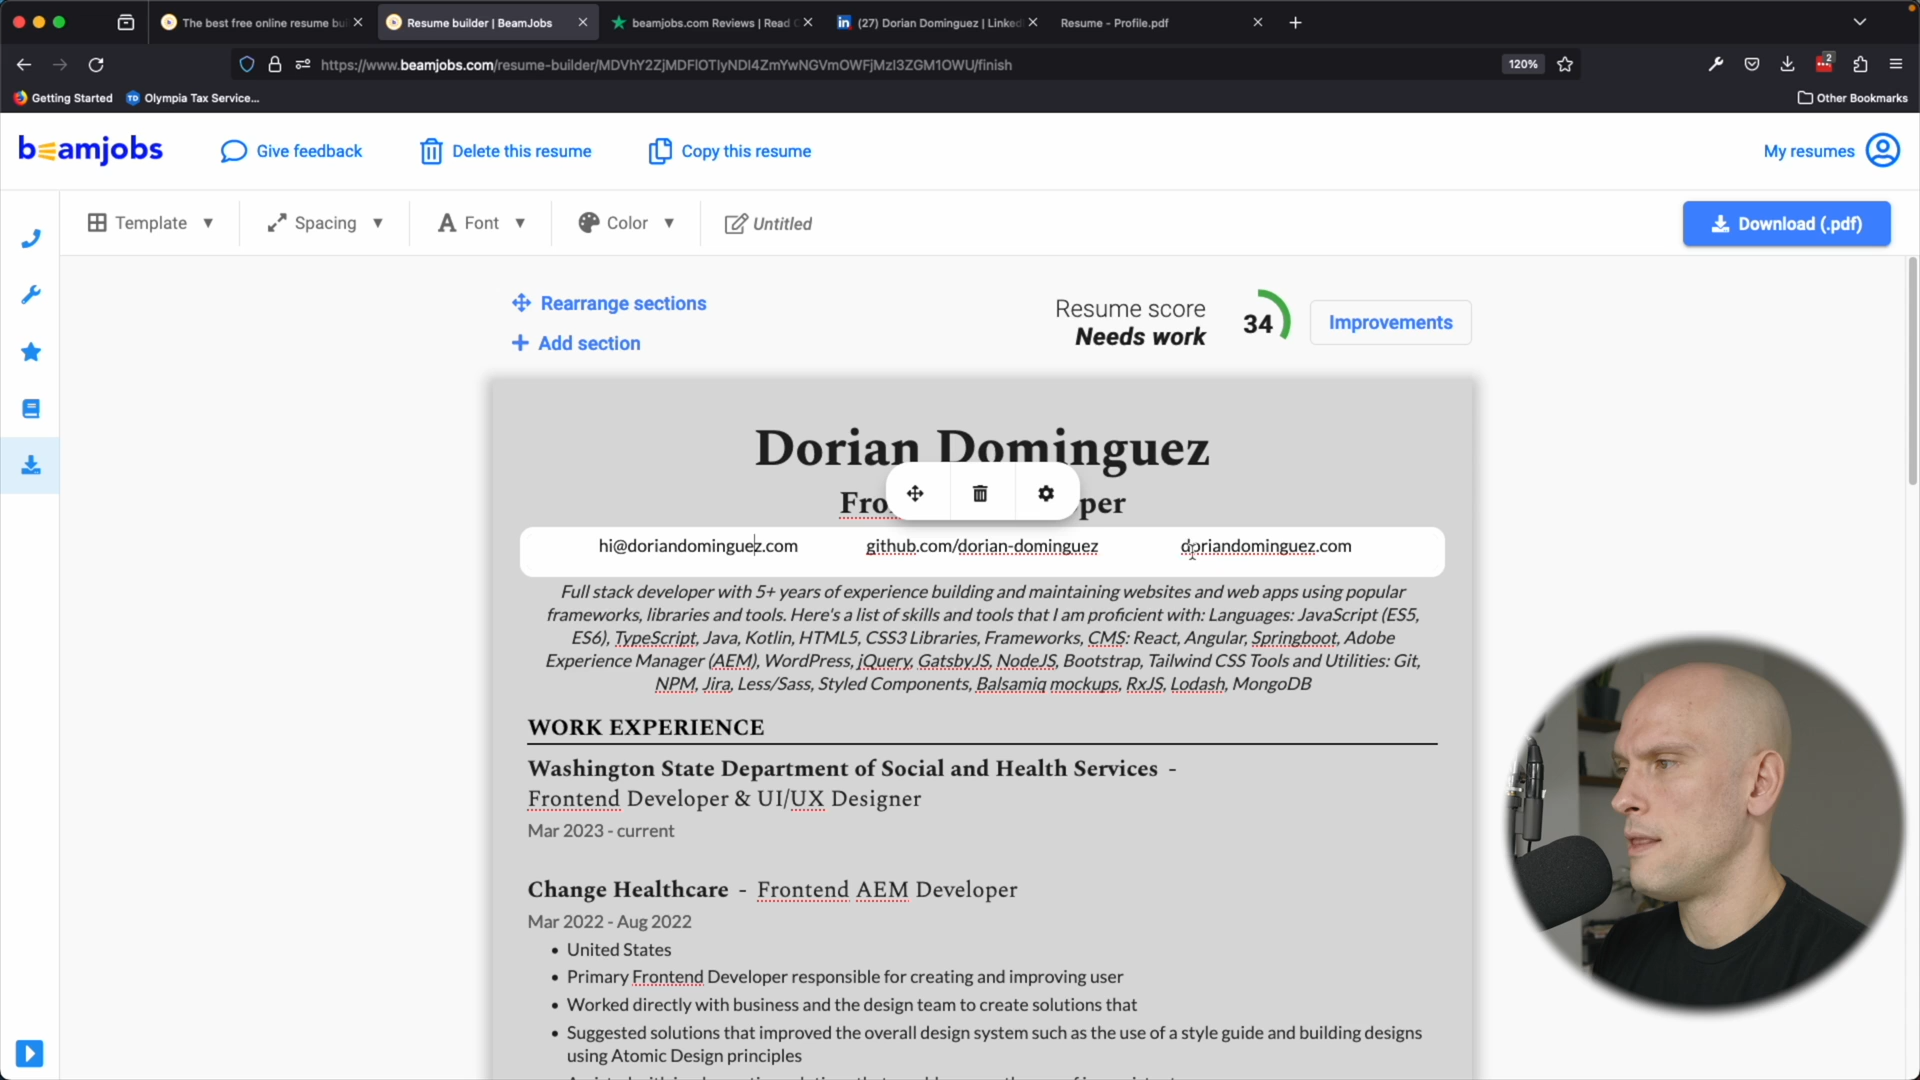 The best free online resume bu
Resume builder | BeamJobs
beamjobs.com Reviews | Read C
(27) Dorian Dominguez | Linked
Resume - Profile.pdf
https://www.beamjobs.com/resume-builder/MDVhY2ZjMDFlOTIyNDI4ZmYwNGVmOWFjMzI3ZGM1OWU/finish
120%
2
Getting Started
Olympia Tax Service...
Other Bookmarks
beamjobs
Give feedback
Delete this resume
Copy this resume
My resumes
Template
Spacing
Font
Color
Untitled
Download (.pdf)
Rearrange sections
Add section
Resume score
Needs work
34
Improvements
Dorian Dominguez
Fro per
hi@doriandominguez.com github.com/dorian-dominguez doriandominguez.com
Full stack developer with 5+ years of experience building and maintaining websites and web apps using popular
frameworks, libraries and tools. Here's a list of skills and tools that I am proficient with: Languages: JavaScript (ES5,
ES6), TypeScript, Java, Kotlin, HTML5, CSS3 Libraries, Frameworks, CMS: React, Angular, Springboot, Adobe
Experience Manager (AEM), WordPress, jQuery, GatsbyJS, NodeJS, Bootstrap, Tailwind CSS Tools and Utilities: Git,
NPM, Jira, Less/Sass, Styled Components, Balsamiq mockups, RxJS, Lodash, MongoDB
WORK EXPERIENCE
Washington State Department of Social and Health Services -
Frontend Developer & UI/UX Designer
Mar 2023 - current
Change Healthcare - Frontend AEM Developer
Mar 2022 - Aug 2022
• United States
• Primary Frontend Developer responsible for creating and improving user
• Worked directly with business and the design team to create solutions that
• Suggested solutions that improved the overall design system such as the use of a style guide and building designs
using Atomic Design principles